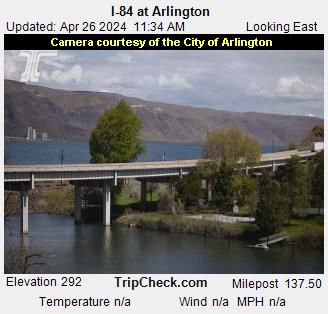 I-84 at Arlington
Updated: Apr 26 2024 11:34 AM Looking East
Camera courtesy of the City of Arlington
Elevation 292 TripCheck.com Milepost 137.50
Temperature n/a Wind n/a MPH n/a